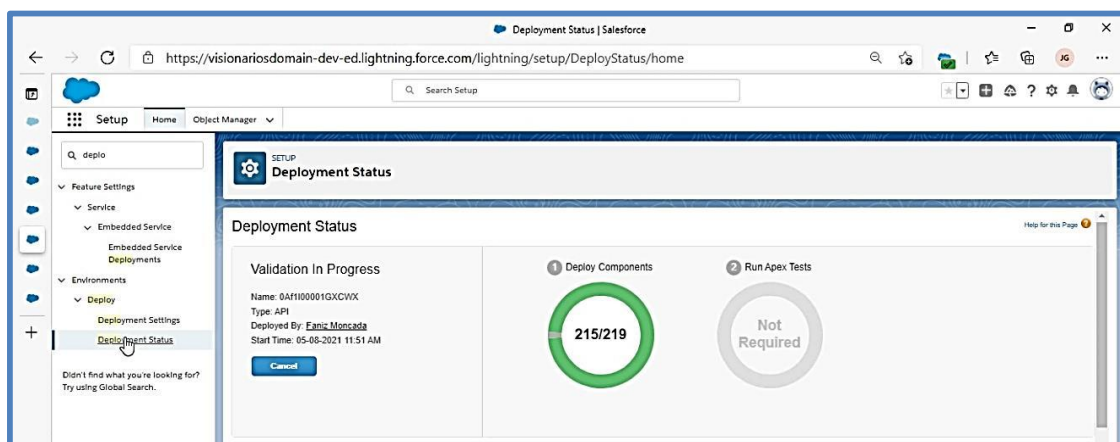 Deployment Status | Salesforce
https://visionariosdomain-dev-ed.lightning.force.com/lightning/setup/DeployStatus/home
JG
Search Setup
Setup
Home
Object Manager
deplo
Feature Settings
Service
Embedded Service
Embedded Service
Deployments
Environments
Deploy
Deployment Settings
Deployment Status
Didn't find what you're looking for?
Try using Global Search.
SETUP
Deployment Status
Deployment Status
Help for this Page
Validation In Progress
Name: 0Af1I00001GXCWX
Type: API
Deployed By: Faniz Moncada
Start Time: 05-08-2021 11:51 AM
Cancel
1 Deploy Components
215/219
2 Run Apex Tests
Not
Required